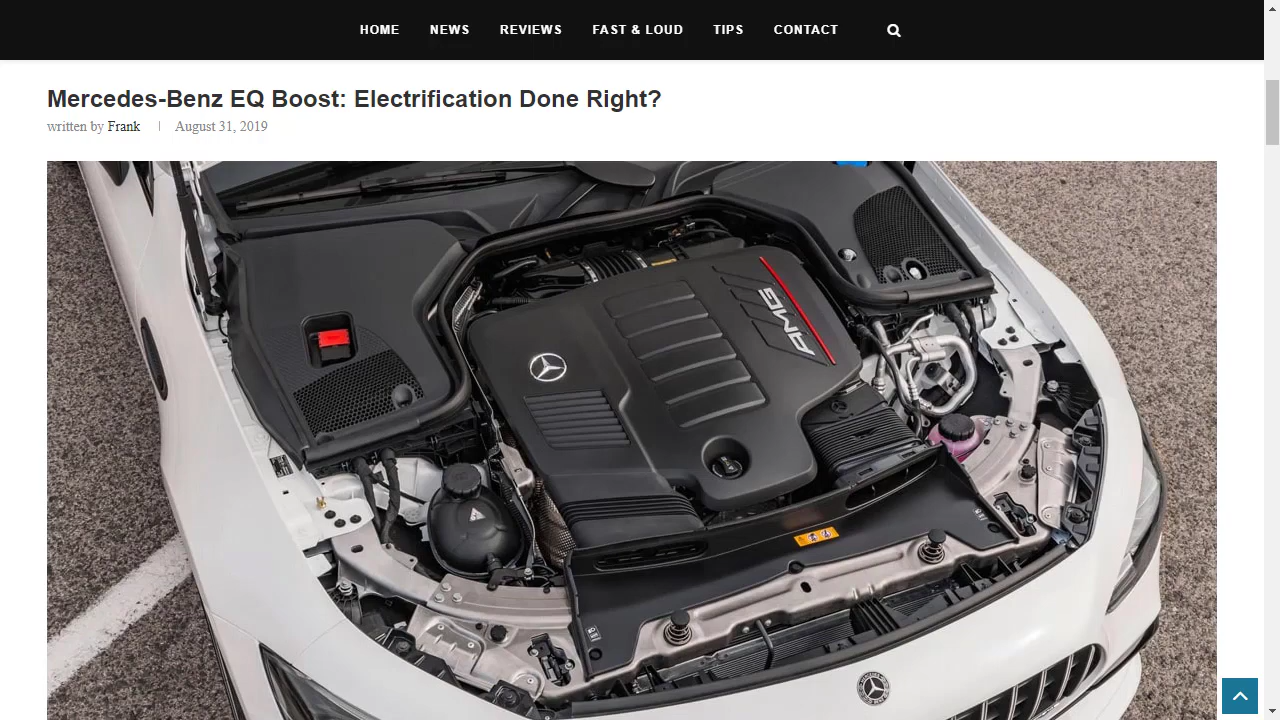 HOME NEWS REVIEWS FAST & LOUD TIPS CONTACT
Mercedes-Benz EQ Boost: Electrification Done Right?
written by Frank August 31, 2019
AMG